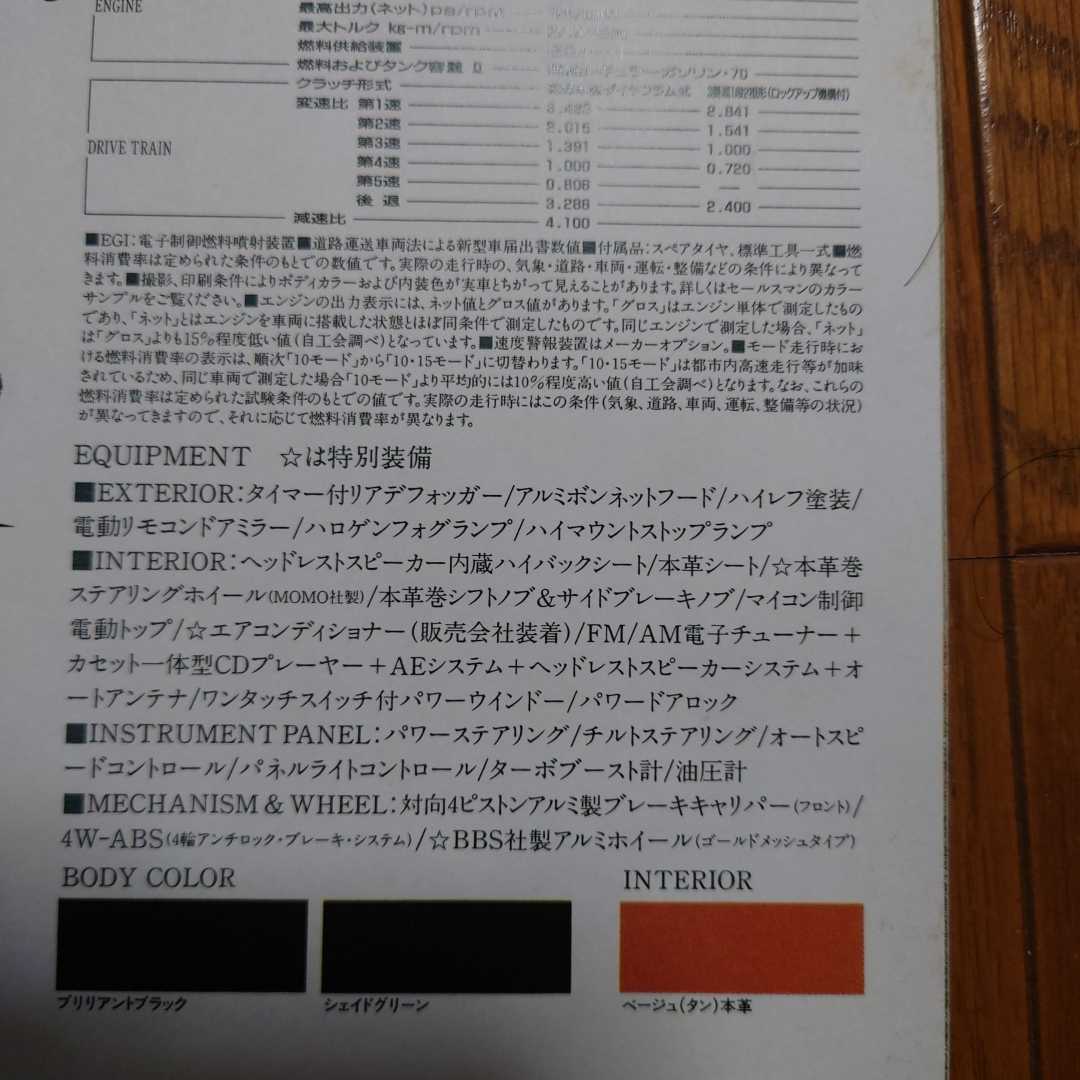 ENGINE
最高出力(ネット)ps/rpm
最大トルク kg-m/rpm
燃料供給装置
燃料およびタンク容量 ℓ ガソリン・70
クラッチ形式 (ロックアップ機構付)
DRIVE TRAIN
変速比 第1速 2.841
第2速 2.015 1.541
第3速 1.391 1.000
第4速 1.000 0.720
第5速 0.806 —
後退 3.288 2.400
減速比 4.100
■EGI:電子制御燃料噴射装置■道路運送車両法による新型車届出書数値■付属品:スペアタイヤ、標準工具一式■燃
料消費率は定められた条件のもとでの数値です。実際の走行時の、気象・道路・車両・運転・整備などの条件により異なって
きます。■撮影、印刷条件によりボディカラーおよび内装色が実車とちがって見えることがあります。詳しくはセールスマンのカラー
サンプルをご覧ください。■エンジンの出力表示には、ネット値とグロス値があります。「グロス」はエンジン単体で測定したもの
であり、「ネット」とはエンジンを車両に搭載した状態とほぼ同条件で測定したものです。同じエンジンで測定した場合、「ネット」
は「グロス」よりも15%程度低い値(自工会調べ)となっています。■速度警報装置はメーカーオプション。■モード走行時にお
ける燃料消費率の表示は、順次「10モード」から「10・15モード」に切替わります。「10・15モード」は都市内高速走行等が加味
されているため、同じ車両で測定した場合「10モード」より平均的には10%程度高い値(自工会調べ)となります。なお、これらの
燃料消費率は定められた試験条件のもとでの値です。実際の走行時にはこの条件(気象、道路、車両、運転、整備等の状況)
が異なってきますので、それに応じて燃料消費率が異なります。
EQUIPMENT ☆は特別装備
■EXTERIOR:タイマー付リアデフォッガー/アルミボンネットフード/ハイレフ塗装/
電動リモコンドアミラー/ハロゲンフォグランプ/ハイマウントストップランプ
■INTERIOR:ヘッドレストスピーカー内蔵ハイバックシート/本革シート/☆本革巻
ステアリングホイール(MOMO社製)/本革巻シフトノブ&サイドブレーキノブ/マイコン制御
電動トップ/☆エアコンディショナー(販売会社装着)/FM/AM電子チューナー+
カセット一体型CDプレーヤー+AEシステム+ヘッドレストスピーカーシステム+オ
ートアンテナ/ワンタッチスイッチ付パワーウインドー/パワードアロック
■INSTRUMENT PANEL:パワーステアリング/チルトステアリング/オートスピ
ードコントロール/パネルライトコントロール/ターボブースト計/油圧計
■MECHANISM & WHEEL:対向4ピストンアルミ製ブレーキキャリパー(フロント)/
4W-ABS(4輪アンチロック・ブレーキ・システム)/☆BBS社製アルミホイール(ゴールドメッシュタイプ)
BODY COLOR INTERIOR
ブリリアントブラック シェイドグリーン ベージュ(タン)本革